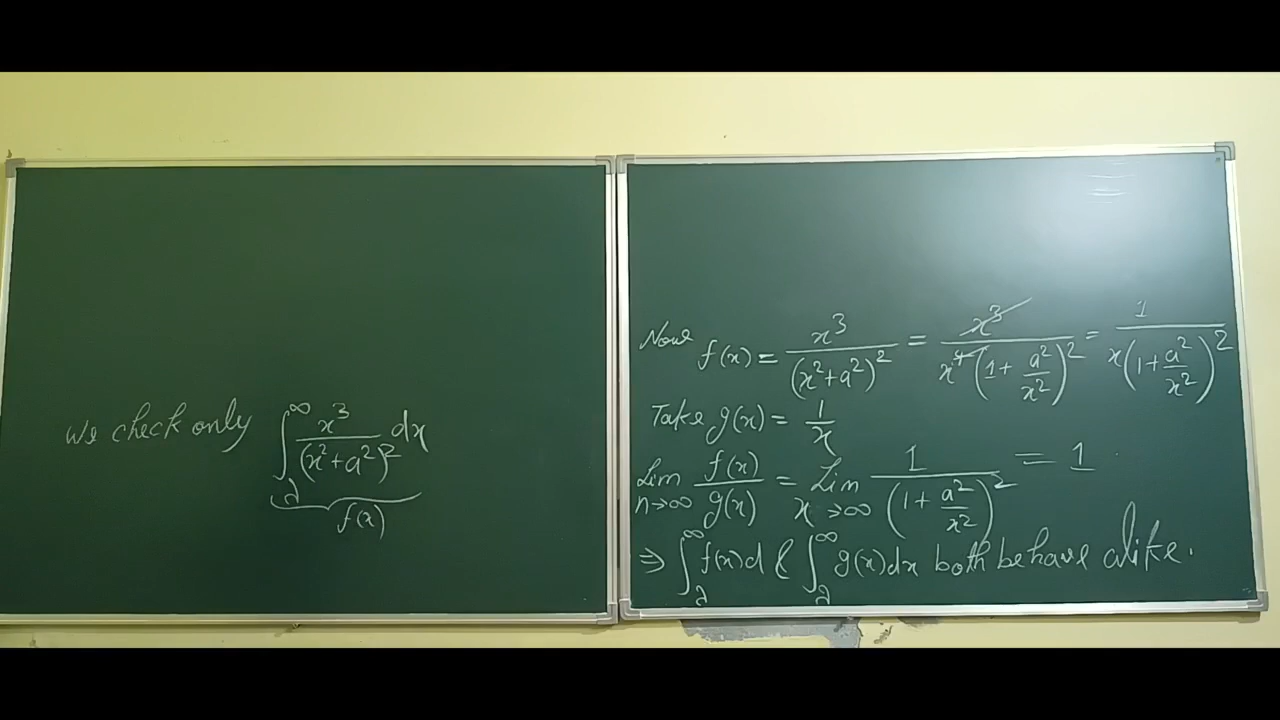 We check only ∫_a^∞ x³/(x²+a²)² dx
f(x)
Now f(x) = x³/(x²+a²)² = x³/x⁴(1+a²/x²)² = 1/x(1+a²/x²)²
Take g(x) = 1/x
Lim n→∞ f(x)/g(x) = Lim x→∞ 1/(1+a²/x²)² = 1
⇒ ∫_a^∞ f(x)d & ∫_a^∞ g(x)dx both behave alike.